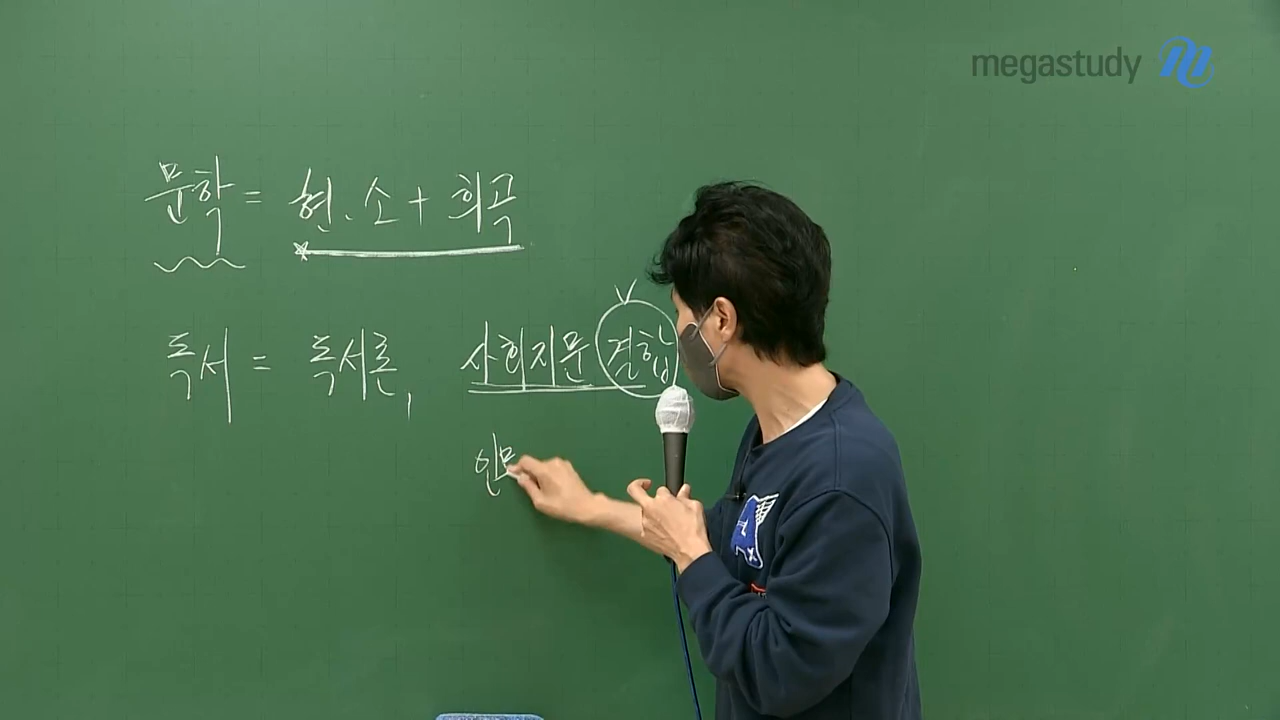 megastudy
문학 = 현.소 + 희곡
독서 = 독서론, 사회지문 결합
인문
A